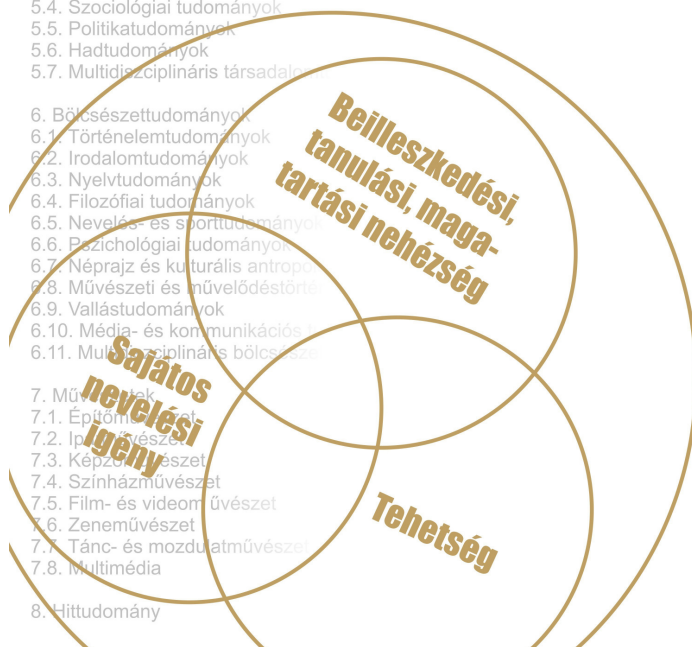 5.4. Szociológiai tudományok
5.5. Politikatudományok
5.6. Hadtudományok
5.7. Multidiszciplináris
6. Bölcsészettudományok
6.1. Történelemtudományok
6.2. Irodalomtudományok
6.3. Nyelvtudományok
6.4. Filozófiai tudományok
6.5. Nevelés- és sporttudományok
6.6. Pszichológiai tudományok
6.7. Néprajz és kulturális
6.8. Művészeti és
6.9. Vallástudományok
6.10. Média- és kommunikációs
6.11. Multidiszciplináris
7. Művészetek
7.1. Építőművészet
7.2. Iparművészet
7.3. Képzőművészet
7.4. Színházművészet
7.5. Film- és videom űvészet
7.6. Zeneművészet
7.7. Tánc- és mozdulatművészet
7.8. Multimédia
8. Hittudomány
Beilleszkedési,
tanulási, maga-
tartási nehézség
Sajátos
nevelési
igény
Tehetség